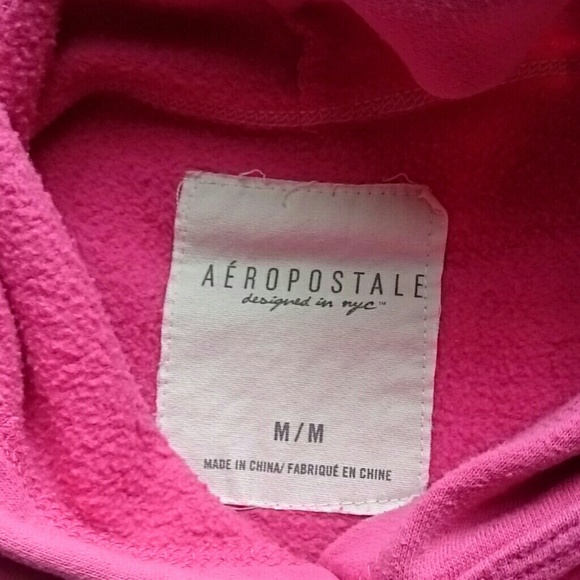 AÉROPOSTALE
designed in nyc™
M/M
MADE IN CHINA/ FABRIQUÉ EN CHINE